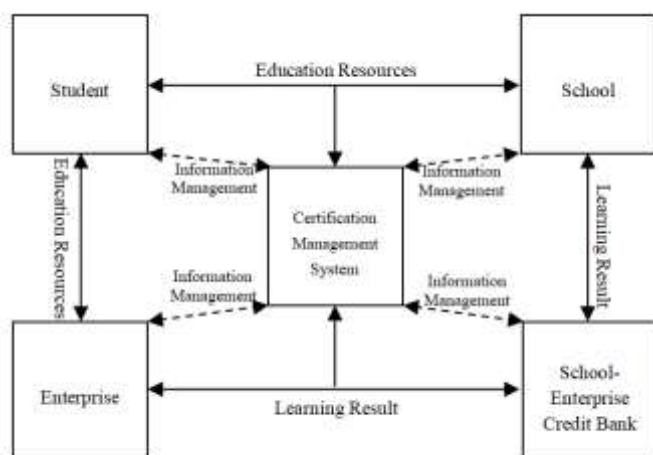 Student
Education Resources
School
Information
Management
Information
Management
Education Resources
Certification
Management
System
Learning Result
Information
Management
Information
Management
Enterprise
Learning Result
School-
Enterprise
Credit Bank